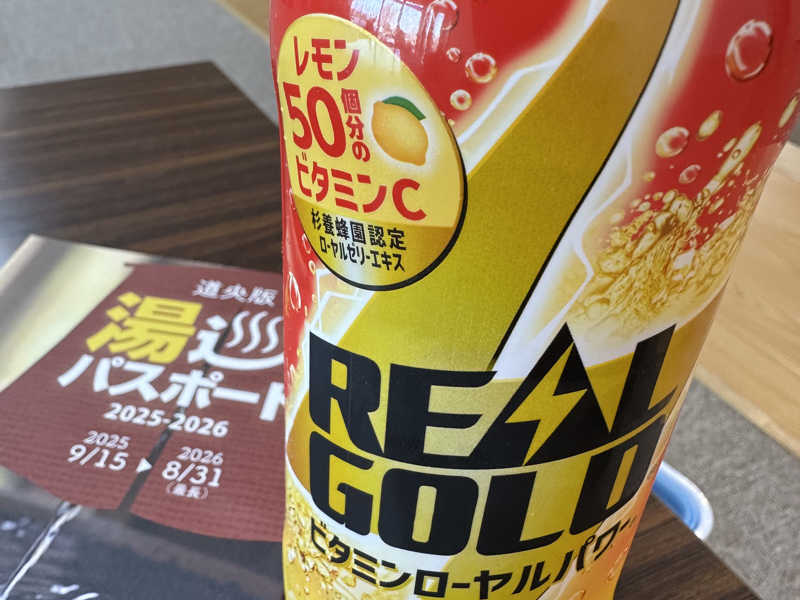 レモン
50個分の
ビタミンC
杉養蜂園認定
ローヤルゼリーエキス
REAL
GOLD
ビタミンローヤルパワー
道央版
湯
パスポート
2025-2026
2025
9/15
2026
8/31
(最長)